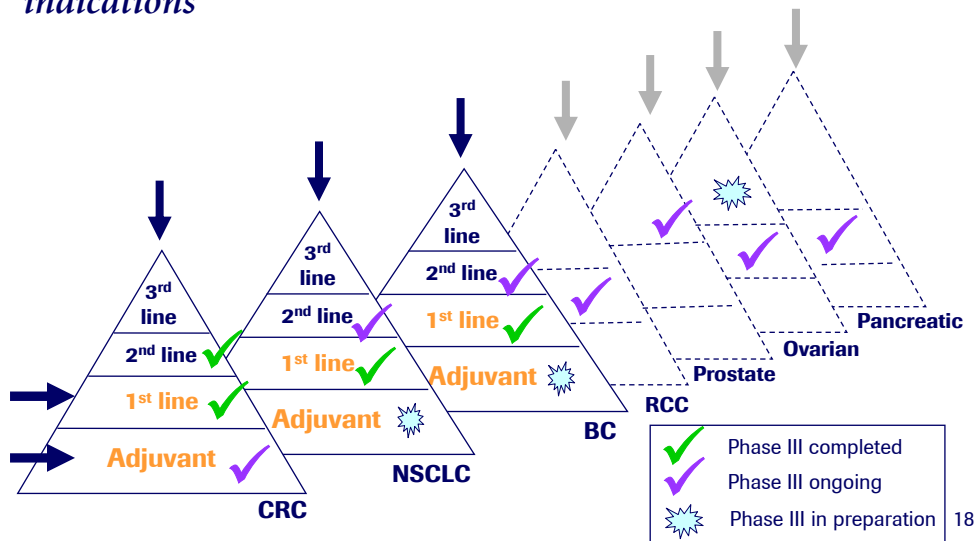 indications
3rd
line
2nd line
1st line
Adjuvant
CRC
3rd
line
2nd line
1st line
Adjuvant
NSCLC
3rd
line
2nd line
1st line
Adjuvant
BC
RCC
Prostate
Ovarian
Pancreatic
Phase III completed
Phase III ongoing
Phase III in preparation
18